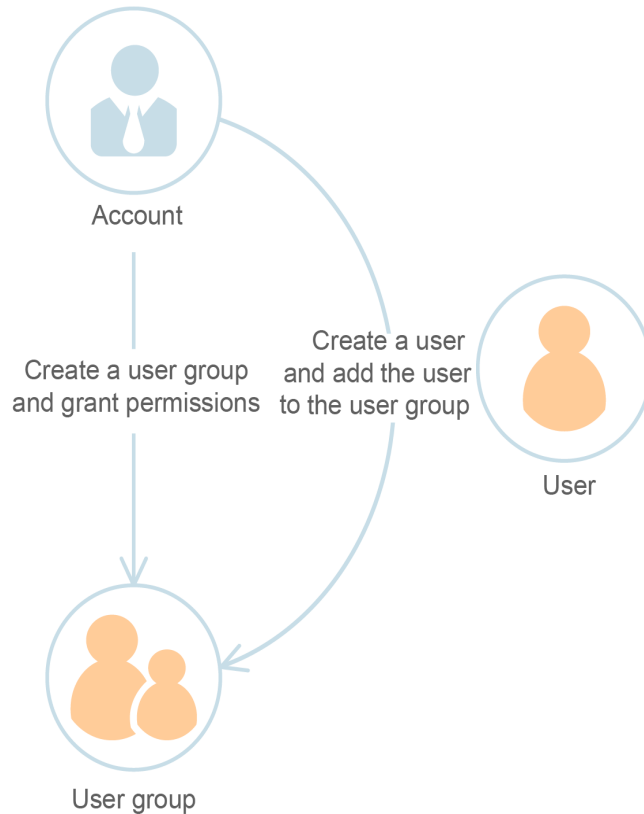 Account
Create a user group
and grant permissions
Create a user
and add the user
to the user group
User
User group